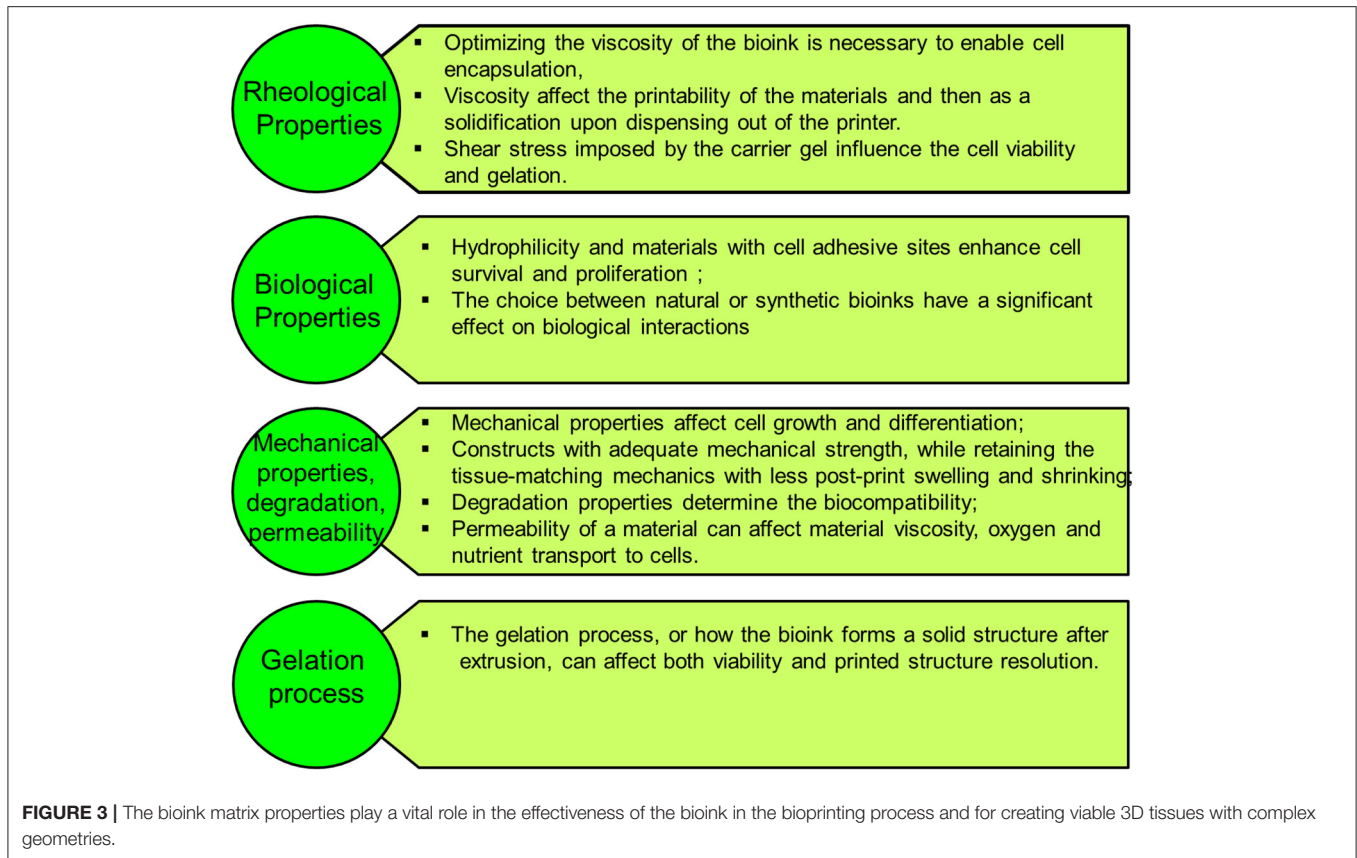 Rheological
Properties
▪ Optimizing the viscosity of the bioink is necessary to enable cell
encapsulation,
▪ Viscosity affect the printability of the materials and then as a
solidification upon dispensing out of the printer.
▪ Shear stress imposed by the carrier gel influence the cell viability
and gelation.
Biological
Properties
▪ Hydrophilicity and materials with cell adhesive sites enhance cell
survival and proliferation ;
▪ The choice between natural or synthetic bioinks have a significant
effect on biological interactions
Mechanical
properties,
degradation,
permeability
▪ Mechanical properties affect cell growth and differentiation;
▪ Constructs with adequate mechanical strength, while retaining the
tissue-matching mechanics with less post-print swelling and shrinking;
▪ Degradation properties determine the biocompatibility;
▪ Permeability of a material can affect material viscosity, oxygen and
nutrient transport to cells.
Gelation
process
▪ The gelation process, or how the bioink forms a solid structure after
extrusion, can affect both viability and printed structure resolution.
FIGURE 3 | The bioink matrix properties play a vital role in the effectiveness of the bioink in the bioprinting process and for creating viable 3D tissues with complex
geometries.